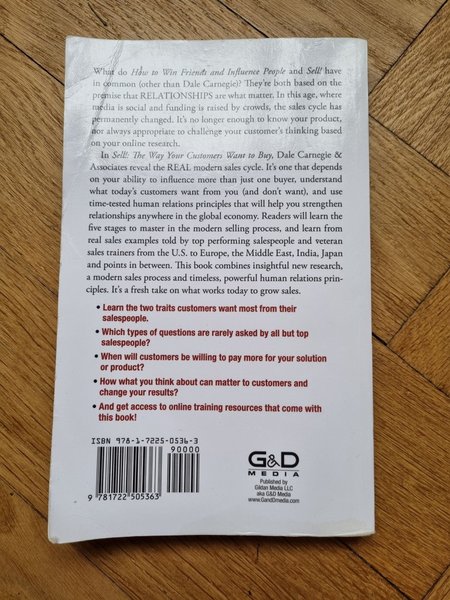 What do How to Win Friends and Influence People and Sell! have
in common (other than Dale Carnegie)? They're both based on the
premise that RELATIONSHIPS are what matter. In this age, where
media is social and funding is raised by crowds, the sales cycle has
permanently changed. It's no longer enough to know your product,
nor always appropriate to challenge your customer's thinking based
on your online research.
In Sell!: The Way Your Customers Want to Buy, Dale Carnegie &
Associates reveal the REAL modern sales cycle. It's one that depends
on your ability to influence more than just one buyer, understand
what today's customers want from you (and don't want), and use
time-tested human relations principles that will help you strengthen
relationships anywhere in the global economy. Readers will learn the
five stages to master in the modern selling process, and learn from
real sales examples told by top performing salespeople and veteran
sales trainers from the U.S. to Europe, the Middle East, India, Japan
and points in between. This book combines insightful new research,
a modern sales process and timeless, powerful human relations prin-
ciples. It's a fresh take on what works today to grow sales.
• Learn the two traits customers want most from their
salespeople.
• Which types of questions are rarely asked by all but top
salespeople?
• When will customers be willing to pay more for your solution
or product?
• How what you think about can matter to customers and
change your results?
• And get access to online training resources that come with
this book!
ISBN 978-1-7225-0536-3
90000
9 781722 505363
G&D
MEDIA
Published by
Gildan Media LLC
aka G&D Media
www.GandDmedia.com